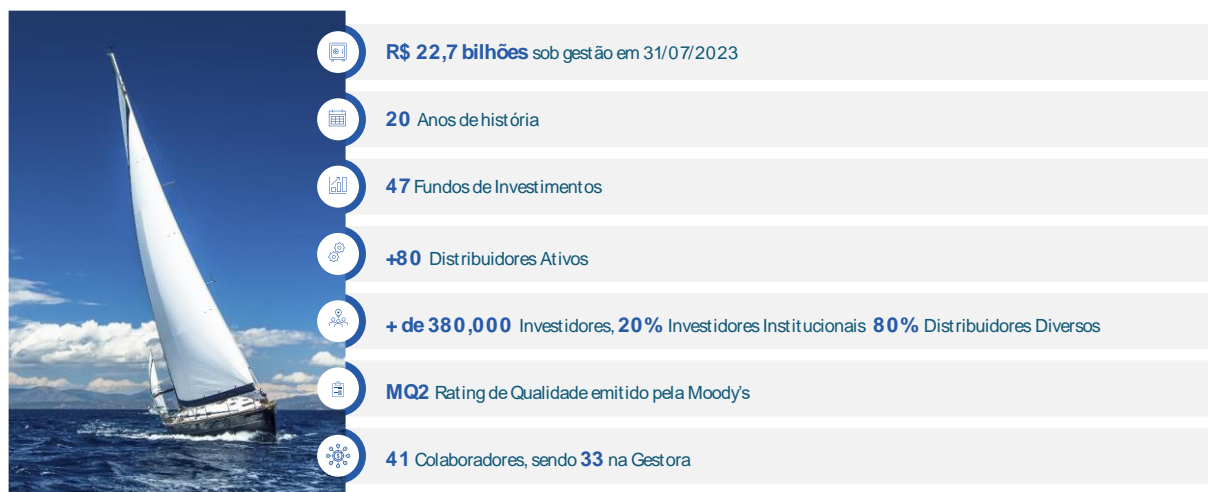 R$ 22,7 bilhões sob gestão em 31/07/2023
20 Anos de história
47 Fundos de Investimentos
+80 Distribuidores Ativos
+ de 380,000 Investidores, 20% Investidores Institucionais 80% Distribuidores Diversos
MQ2 Rating de Qualidade emitido pela Moody's
41 Colaboradores, sendo 33 na Gestora